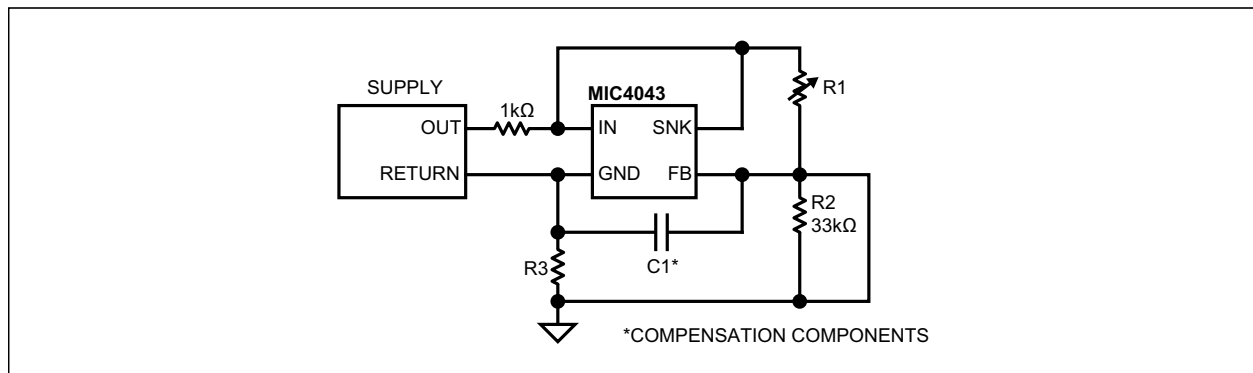 SUPPLY
OUT
RETURN
1kΩ
MIC4043
IN
SNK
GND
FB
R1
R2
33kΩ
R3
C1*
*COMPENSATION COMPONENTS